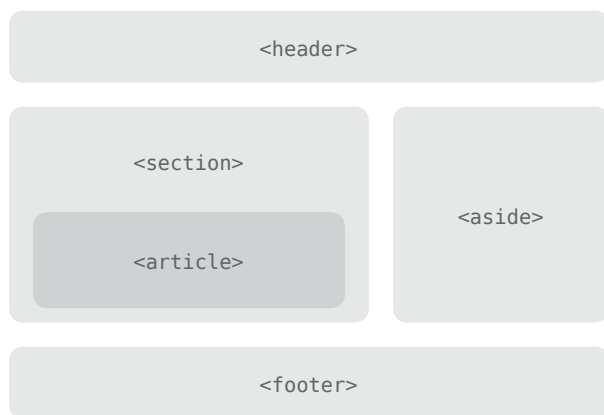 <header>
<section>
<aside>
<article>
<footer>